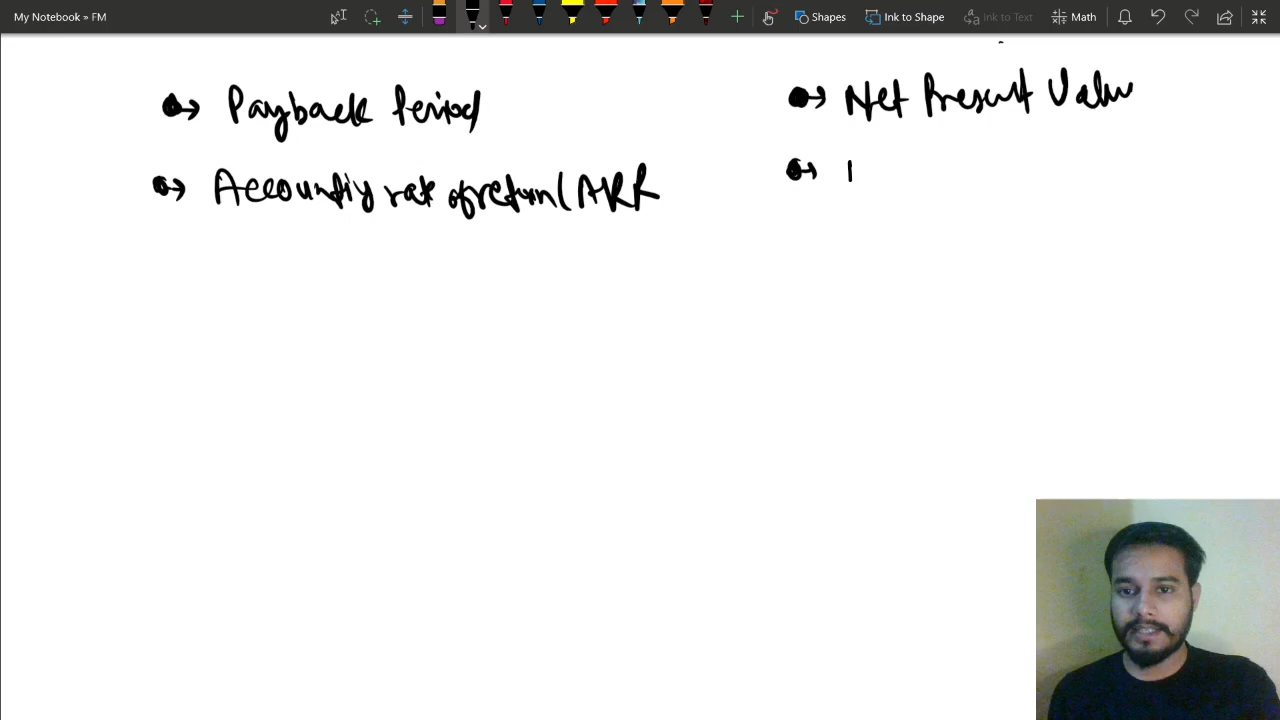 My Notebook » FM
Shapes
Ink to Shape
Ink to Text
Math
Payback Period
Accounting rate of return (ARR
Net Present Value
I